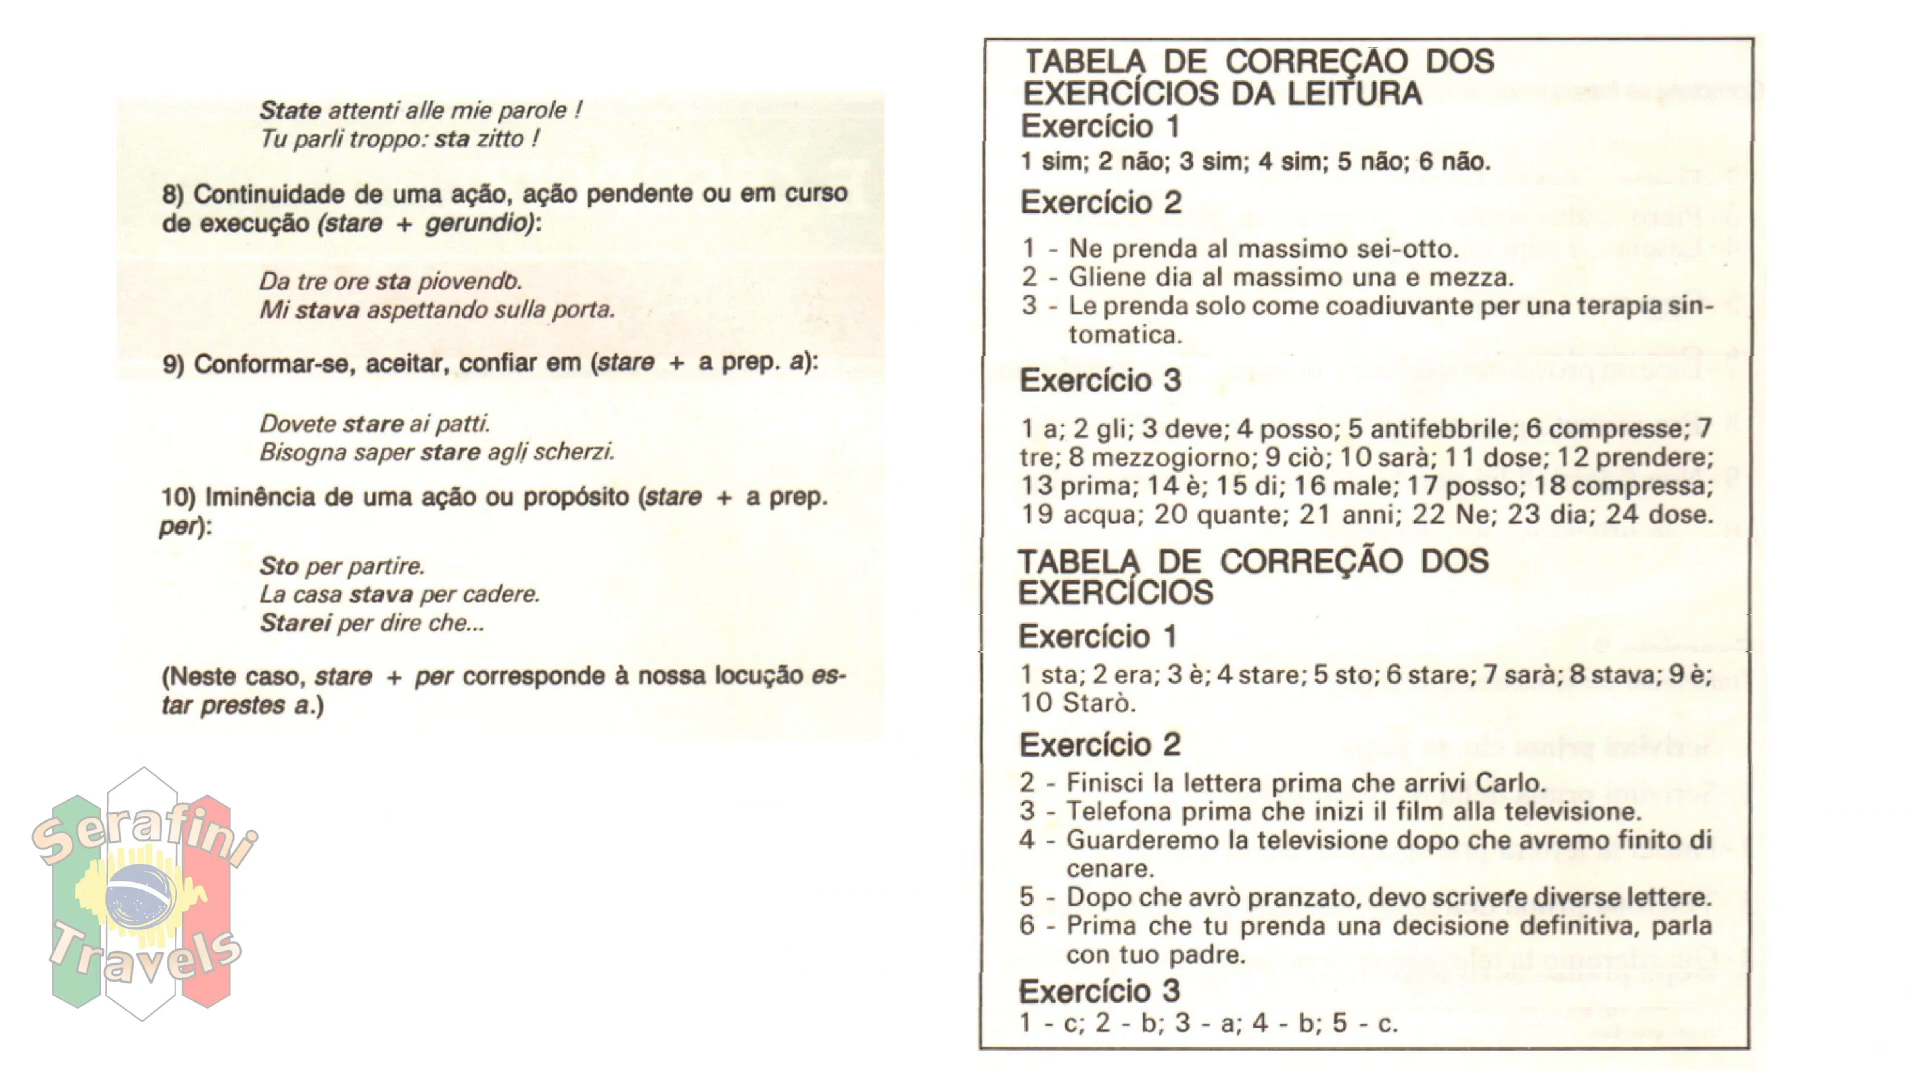 State attenti alle mie parole !
Tu parli troppo: sta zitto !
8) Continuidade de uma ação, ação pendente ou em curso
de execução (stare + gerundio):
Da tre ore sta piovendo.
Mi stava aspettando sulla porta.
9) Conformar-se, aceitar, confiar em (stare + a prep. a):
Dovete stare ai patti.
Bisogna saper stare agli scherzi.
10) Iminência de uma ação ou propósito (stare + a prep.
per):
Sto per partire.
La casa stava per cadere.
Starei per dire che...
(Neste caso, stare + per corresponde à nossa locução es-
tar prestes a.)
Serafini
Travels
TABELA DE CORREÇÃO DOS
EXERCÍCIOS DA LEITURA
Exercício 1
1 sim; 2 não; 3 sim; 4 sim; 5 não; 6 não.
Exercício 2
1 - Ne prenda al massimo sei-otto.
2 - Gliene dia al massimo una e mezza.
3 - Le prenda solo come coadiuvante per una terapia sin-
tomatica.
Exercício 3
1 a; 2 gli; 3 deve; 4 posso; 5 antifebbrile; 6 compresse; 7
tre; 8 mezzogiorno; 9 ciò; 10 sarà; 11 dose; 12 prendere;
13 prima; 14 è; 15 di; 16 male; 17 posso; 18 compressa;
19 acqua; 20 quante; 21 anni; 22 Ne; 23 dia; 24 dose.
TABELA DE CORREÇÃO DOS
EXERCÍCIOS
Exercício 1
1 sta; 2 era; 3 è; 4 stare; 5 sto; 6 stare; 7 sarà; 8 stava; 9 è;
10 Starò.
Exercício 2
2 - Finisci la lettera prima che arrivi Carlo.
3 - Telefona prima che inizi il film alla televisione.
4 - Guarderemo la televisione dopo che avremo finito di
cenare.
5 - Dopo che avrò pranzato, devo scrivere diverse lettere.
6 - Prima che tu prenda una decisione definitiva, parla
con tuo padre.
Exercício 3
1 - c; 2 - b; 3 - a; 4 - b; 5 - c.